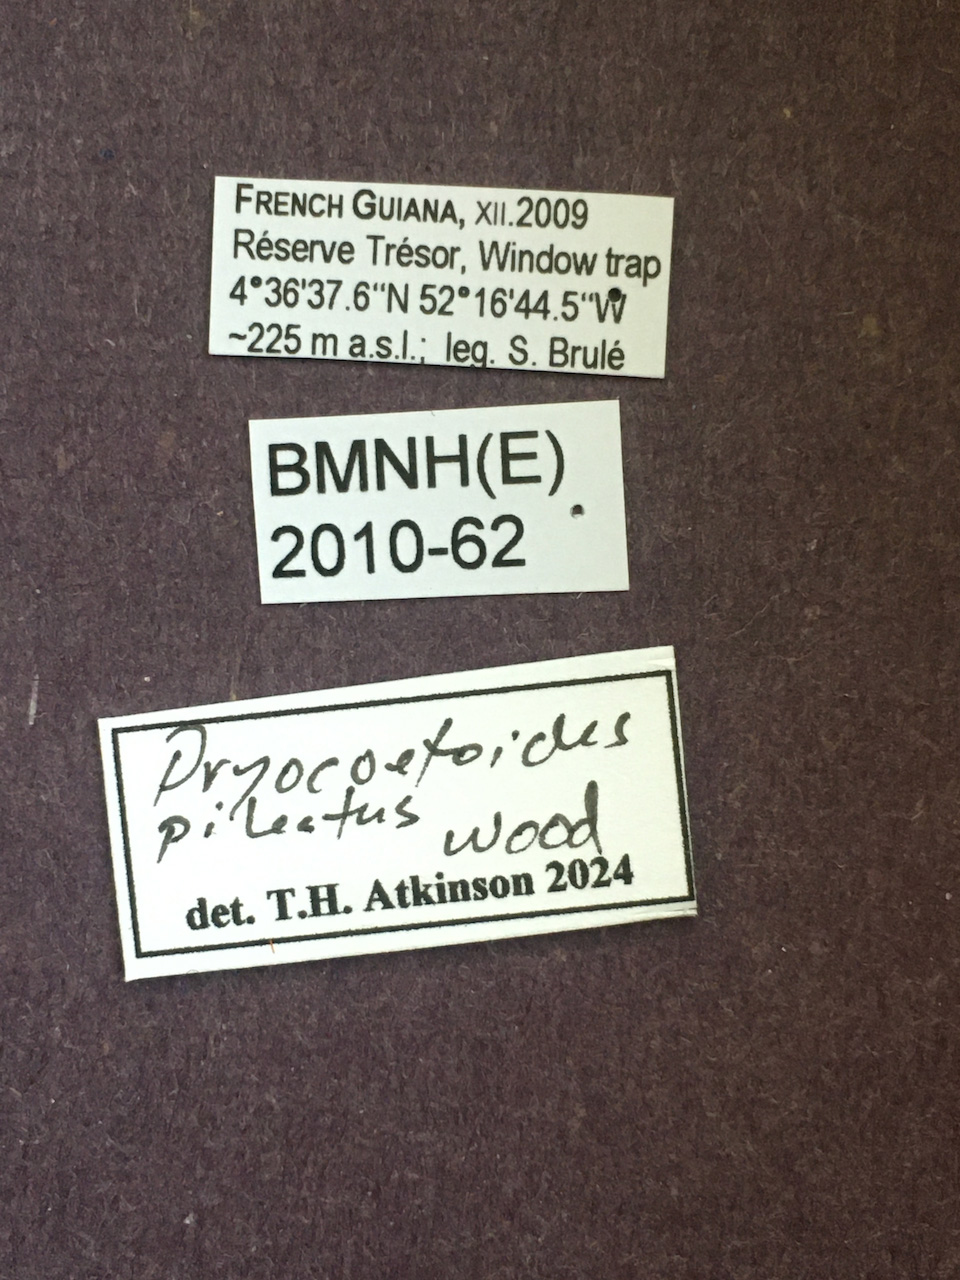 FRENCH GUIANA, XII.2009
Réserve Trésor, Window trap
4°36'37.6“N 52°16'44.5“W
~225 m a.s.l.; leg. S. Brulé
BMNH(E)
2010-62
Dryocoetoides
pileatus wood
det. T.H. Atkinson 2024